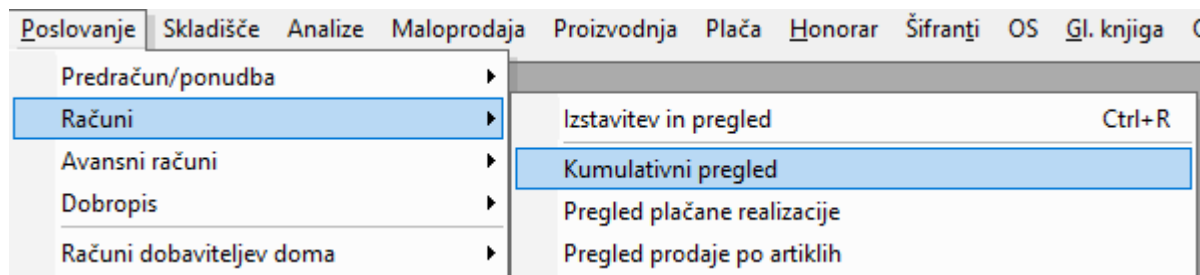 Poslovanje Skladišče Analize Maloprodaja Proizvodnja Plača Honorar Šifranti OS Gl. knjiga
Predračun/ponudba
Računi
Avansni računi
Dobropis
Računi dobaviteljev doma
Izstavitev in pregled Ctrl+R
Kumulativni pregled
Pregled plačane realizacije
Pregled prodaje po artiklih